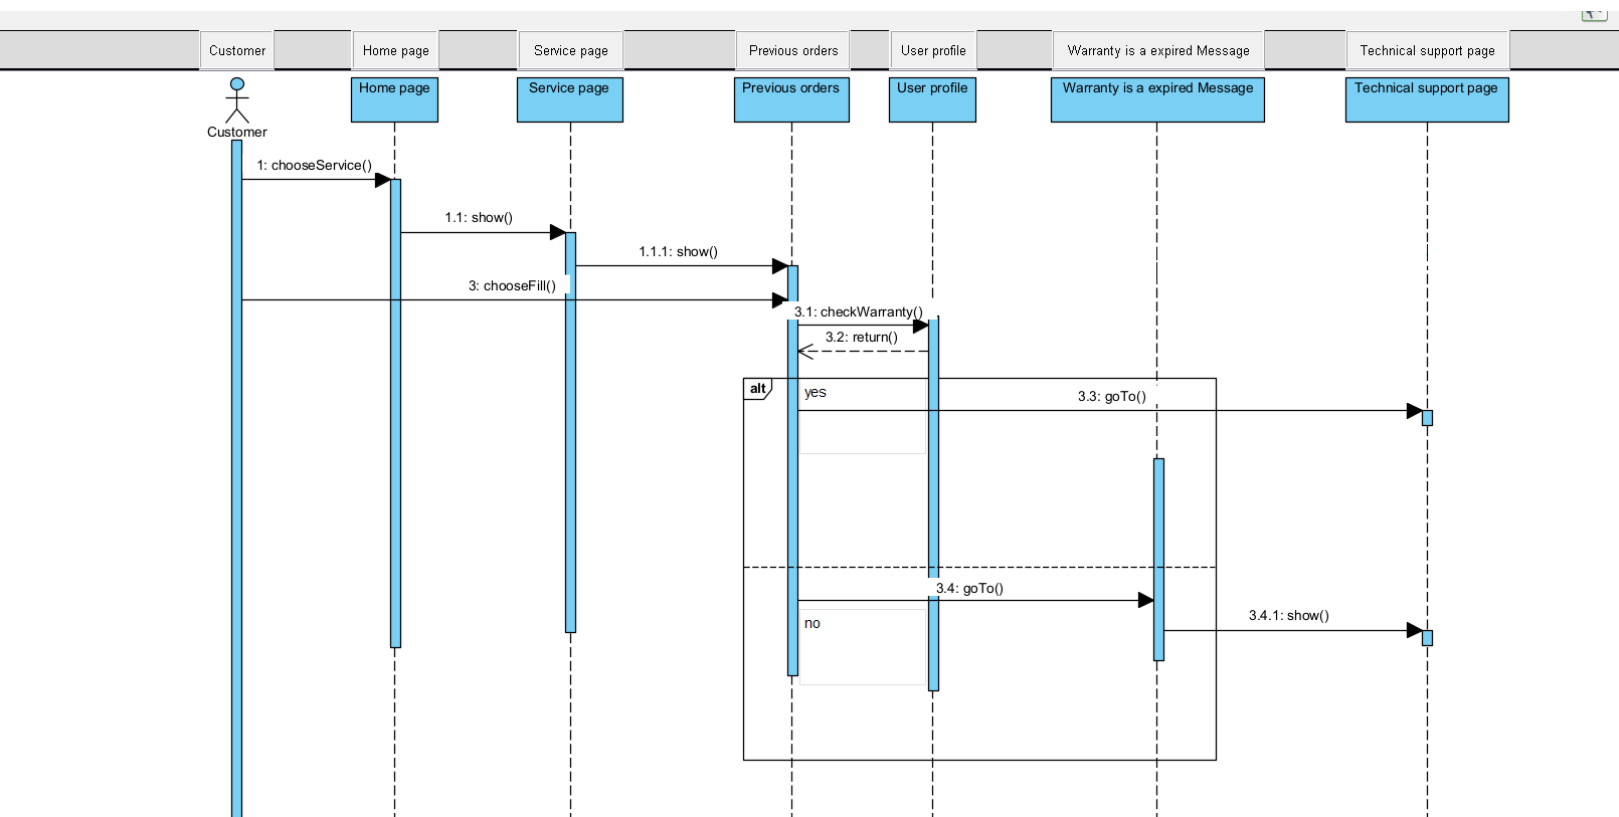 Customer
Home page
Service page
Previous orders
User profile
Warranty is a expired Message
Technical support page
Home page
Service page
Previous orders
User profile
Warranty is a expired Message
Technical support page
Customer
1: chooseService()
1.1: show()
1.1.1: show()
3: chooseFill()
3.1: checkWarranty()
3.2: return()
alt
yes
3.3: goTo()
3.4: goTo()
3.4.1: show()
no